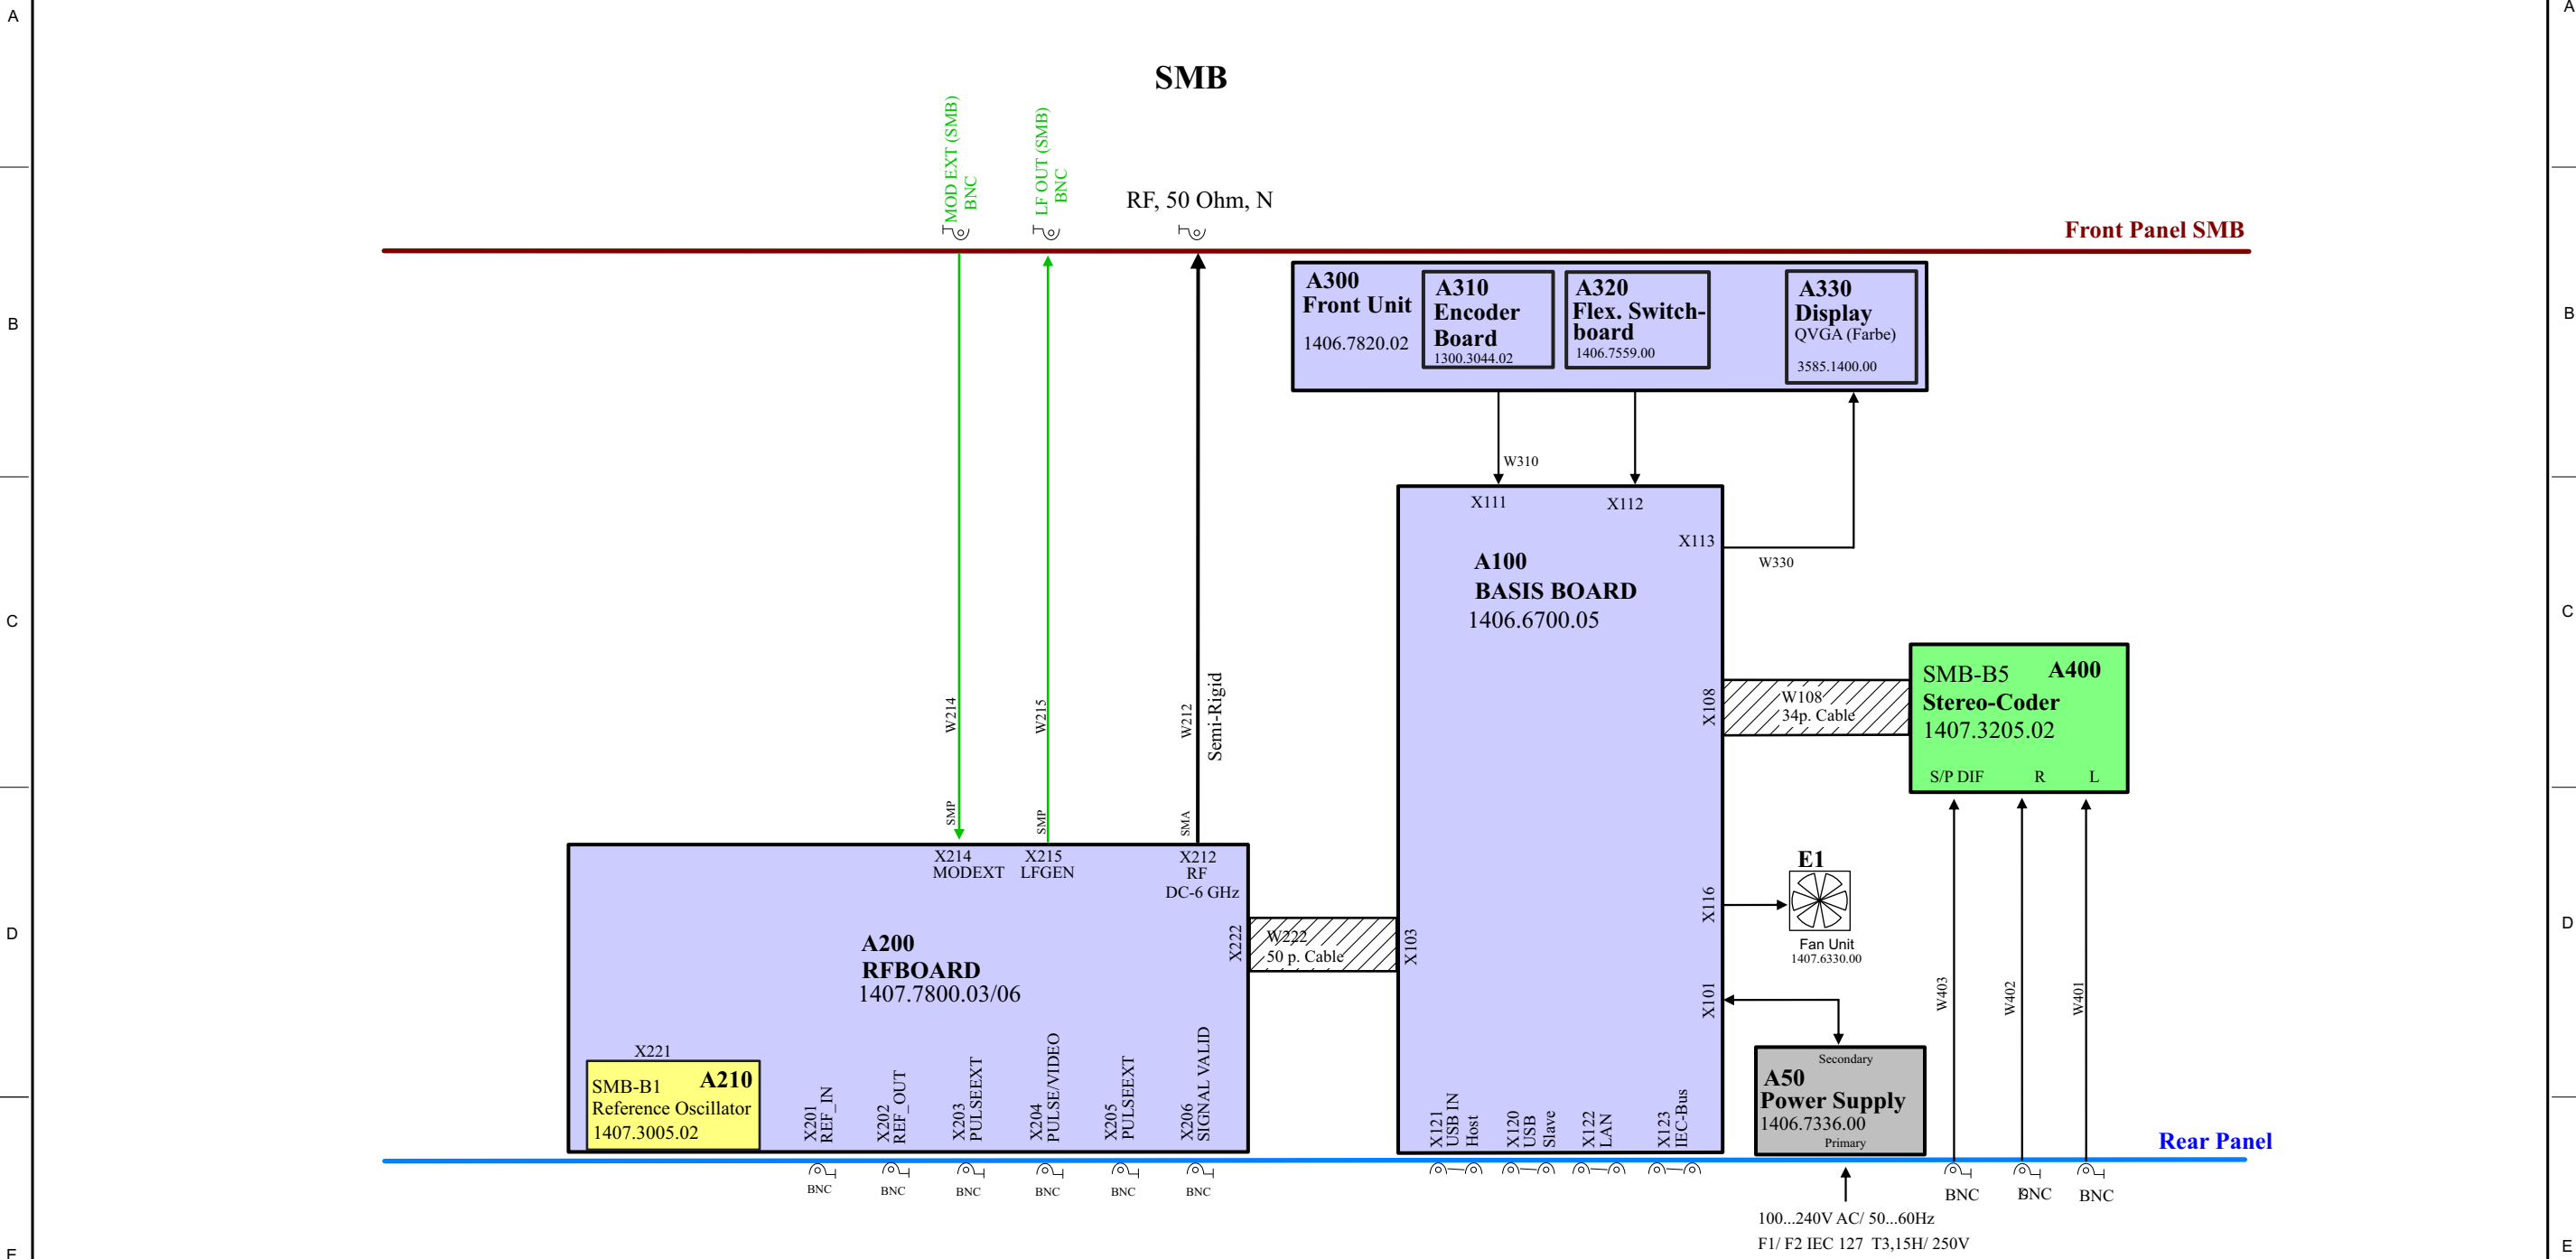 A
A
SMB
MOD EXT (SMB)
BNC
LF OUT (SMB)
BNC
RF, 50 Ohm, N
Front Panel SMB
A300
Front Unit
1406.7820.02
A310
Encoder
Board
1300.3044.02
A320
Flex. Switch-
board
1406.7559.00
A330
Display
QVGA (Farbe)
3585.1400.00
B
B
W310
X111
X112
X113
W330
A100
BASIS BOARD
1406.6700.05
C
C
W214
W215
W212
Semi-Rigid
X108
W108
34p. Cable
SMB-B5
A400
Stereo-Coder
1407.3205.02
S/P DIF
R
L
SMP
SMP
SMA
X214
MODEXT
X215
LFGEN
X212
RF
DC-6 GHz
E1
Fan Unit
1407.6330.00
X116
D
D
A200
RFBOARD
1407.7800.03/06
X222
W222
50 p. Cable
X103
X101
W403
W402
W401
X221
SMB-B1
A210
Reference Oscillator
1407.3005.02
X201
REF_IN
X202
REF_OUT
X203
PULSEEXT
X204
PULSE/VIDEO
X205
PULSEEXT
X206
SIGNAL VALID
X121
USB IN
Host
X120
USB
Slave
X122
LAN
X123
IEC-Bus
Secondary
A50
Power Supply
1406.7336.00
Primary
Rear Panel
BNC
BNC
BNC
BNC
BNC
BNC
BNC
BNC
BNC
100...240V AC/ 50...60Hz
F1/ F2 IEC 127 T3,15H/ 250V
E
E